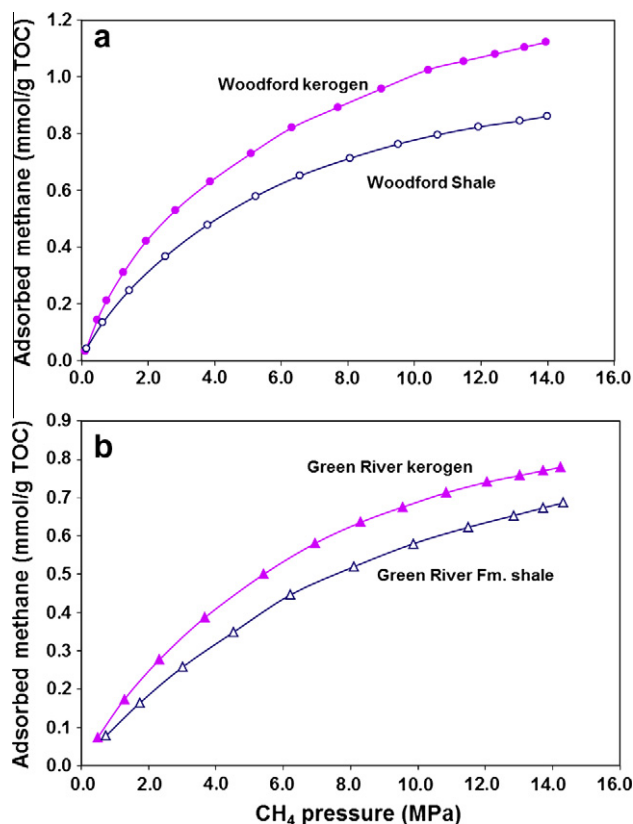 a
1.2
1.0
0.8
0.6
0.4
0.2
0.0
Adsorbed methane (mmol/g TOC)
Woodford kerogen
Woodford Shale
0.0 2.0 4.0 6.0 8.0 10.0 12.0 14.0 16.0
b
0.9
0.8
0.7
0.6
0.5
0.4
0.3
0.2
0.1
0.0
Adsorbed methane (mmol/g TOC)
Green River kerogen
Green River Fm. shale
0.0 2.0 4.0 6.0 8.0 10.0 12.0 14.0 16.0
CH₄ pressure (MPa)